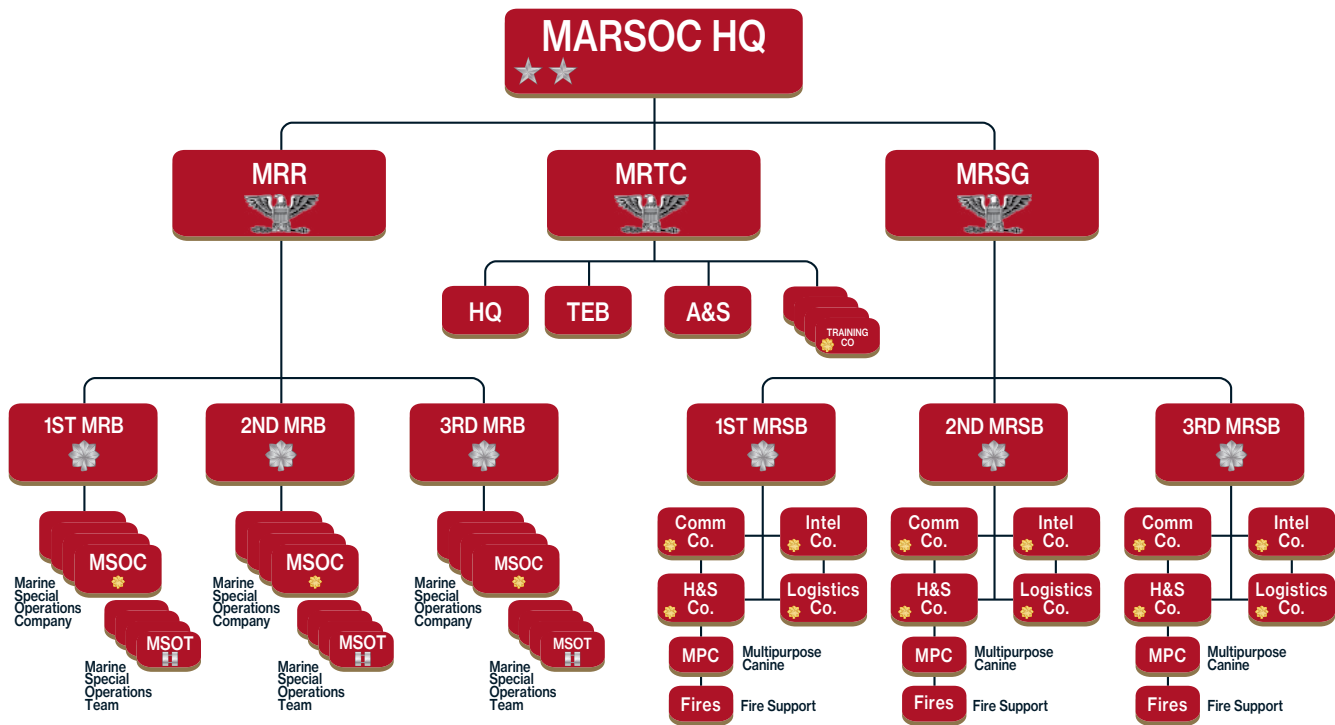 MARSOC HQ
MRR
MRTC
MRSG
HQ
TEB
A&S
TRAINING
CO
1ST MRB
2ND MRB
3RD MRB
1ST MRSB
2ND MRSB
3RD MRSB
MSOC
Marine
Special
Operations
Company
MSOT
Marine
Special
Operations
Team
MSOC
Marine
Special
Operations
Company
MSOT
Marine
Special
Operations
Team
MSOC
Marine
Special
Operations
Company
MSOT
Marine
Special
Operations
Team
Comm
Co.
Intel
Co.
H&S
Co.
Logistics
Co.
MPC
Multipurpose
Canine
Fires
Fire Support
Comm
Co.
Intel
Co.
H&S
Co.
Logistics
Co.
MPC
Multipurpose
Canine
Fires
Fire Support
Comm
Co.
Intel
Co.
H&S
Co.
Logistics
Co.
MPC
Multipurpose
Canine
Fires
Fire Support